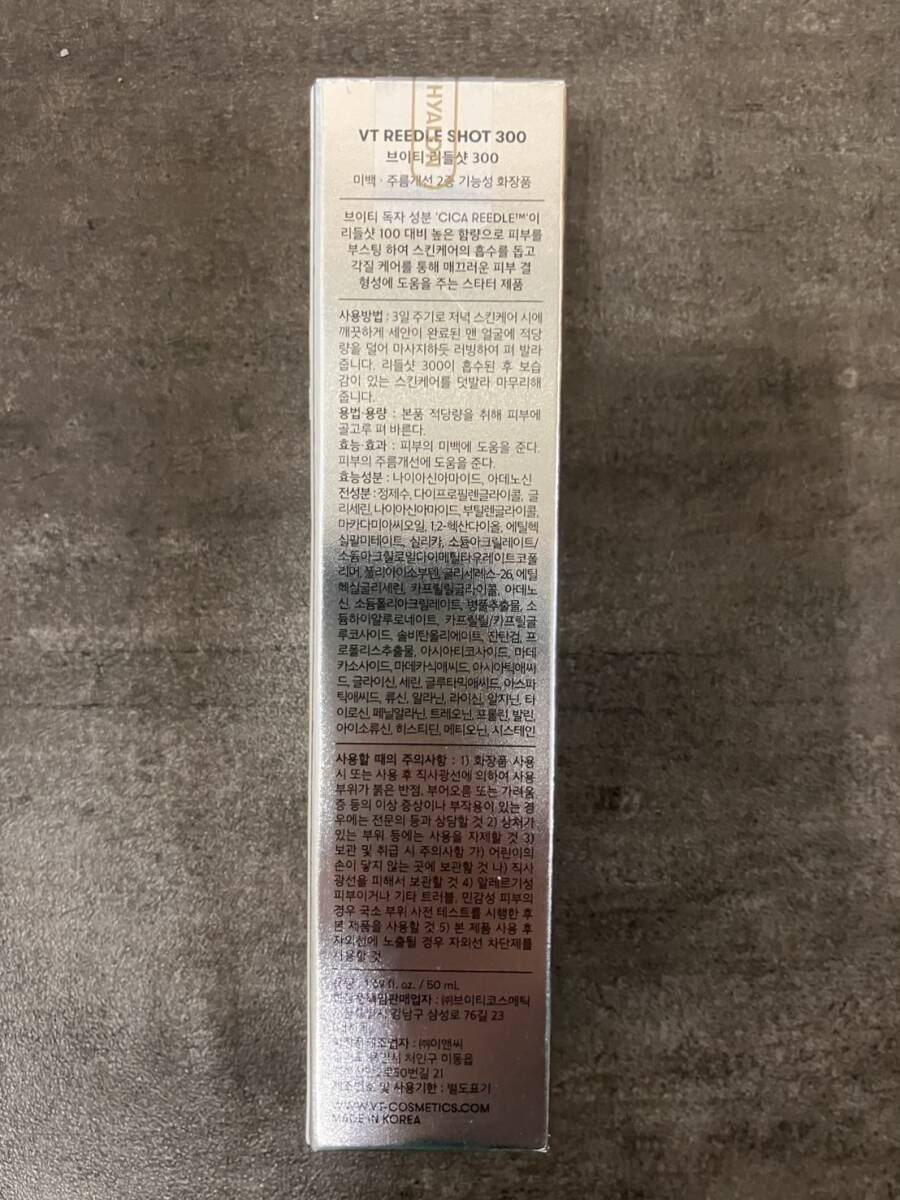 HYALON
VT REEDLE SHOT 300
브이티 리들샷 300
미백 · 주름개선 2중 기능성 화장품
브이티 독자 성분 'CICA REEDLE™'이
리들샷 100 대비 높은 함량으로 피부를
부스팅 하여 스킨케어의 흡수를 돕고
각질 케어를 통해 매끄러운 피부 결
형성에 도움을 주는 스타터 제품
사용방법 : 3일 주기로 저녁 스킨케어 시에
깨끗하게 세안이 완료된 맨 얼굴에 적당
량을 덜어 마사지하듯 러빙하여 펴 발라
줍니다. 리들샷 300이 흡수된 후 보습
감이 있는 스킨케어를 덧발라 마무리해
줍니다.
용법·용량 : 본품 적당량을 취해 피부에
골고루 펴 바른다.
효능·효과 : 피부의 미백에 도움을 준다.
피부의 주름개선에 도움을 준다.
효능성분 : 나이아신아마이드, 아데노신
전성분 : 정제수, 다이프로필렌글라이콜, 글
리세린, 나이아신아마이드, 부틸렌글라이콜,
마카다미아씨오일, 1,2-헥산다이올, 에틸헥
실팔미테이트, 실리카, 소듐아크릴레이트/
소듐아크릴로일다이메틸타우레이트코폴
리머, 폴리아이소부텐, 글리세레스-26, 에틸
헥실글리세린, 카프릴릴글라이콜, 아데노
신, 소듐폴리아크릴레이트, 병풀추출물, 소
듐하이알루로네이트, 카프릴릴/카프릴글
루코사이드, 솔비탄올리에이트, 잔탄검, 프
로폴리스추출물, 아시아티코사이드, 마데
카소사이드, 마데카식애씨드, 아시아틱애씨
드, 글라이신, 세린, 글루타믹애씨드, 아스파
틱애씨드, 류신, 알라닌, 라이신, 알지닌, 타
이로신, 페닐알라닌, 트레오닌, 프롤린, 발린,
아이소류신, 히스티딘, 메티오닌, 시스테인
사용할 때의 주의사항 : 1) 화장품 사용
시 또는 사용 후 직사광선에 의하여 사용
부위가 붉은 반점, 부어오름 또는 가려움
증 등의 이상 증상이나 부작용이 있는 경
우에는 전문의 등과 상담할 것 2) 상처가
있는 부위 등에는 사용을 자제할 것 3)
보관 및 취급 시 주의사항 가) 어린이의
손이 닿지 않는 곳에 보관할 것 나) 직사
광선을 피해서 보관할 것 4) 알레르기성
피부이거나 기타 트러블, 민감성 피부의
경우 국소 부위 사전 테스트를 시행한 후
본 제품을 사용할 것 5) 본 제품 사용 후
자외선에 노출될 경우 자외선 차단제를
사용할 것
1.69 fl. oz. / 50 mL
화장품책임판매업자 : ㈜브이티코스메틱
강남구 삼성로 76길 23
㈜이앤씨
처인구 이동읍
21
및 사용기한 : 별도표기
WWW.VT-COSMETICS.COM
MADE IN KOREA